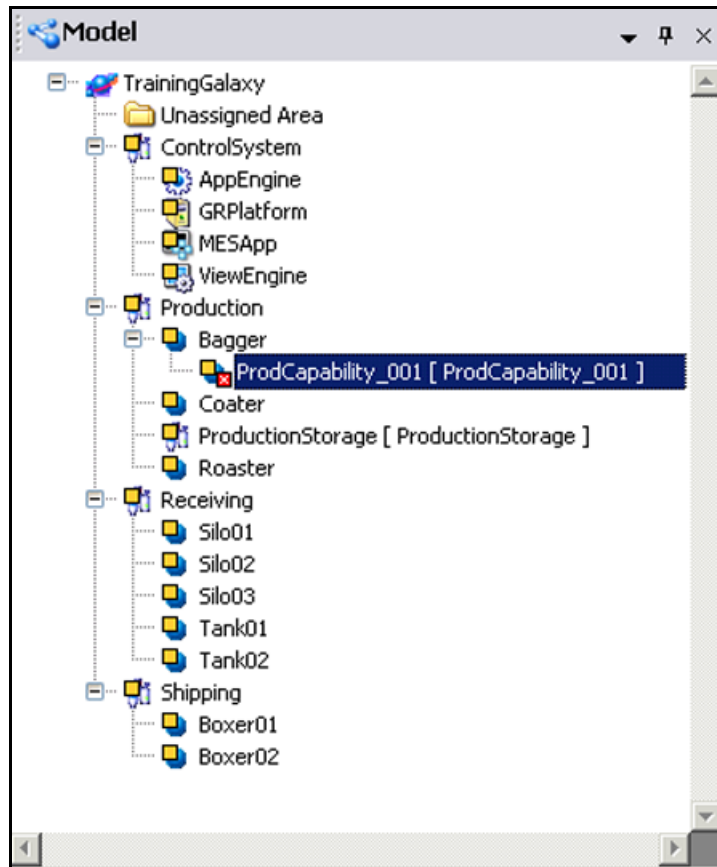 Model
TrainingGalaxy
Unassigned Area
ControlSystem
AppEngine
GRPlatform
MESApp
ViewEngine
Production
Bagger
ProdCapability_001 [ ProdCapability_001 ]
Coater
ProductionStorage [ ProductionStorage ]
Roaster
Receiving
Silo01
Silo02
Silo03
Tank01
Tank02
Shipping
Boxer01
Boxer02